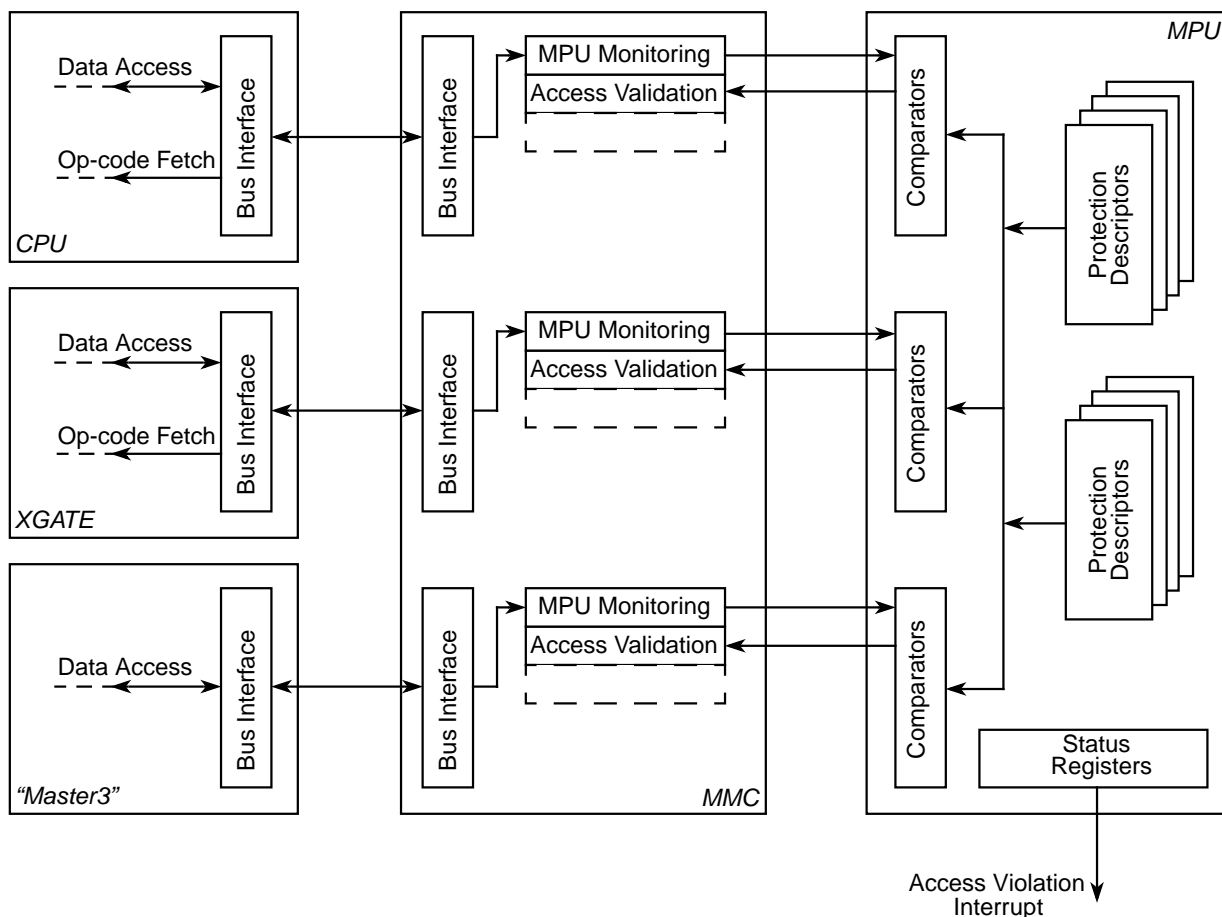 MPU
Data Access
Op-code Fetch
Bus Interface
CPU
Bus Interface
MPU Monitoring
Access Validation
Comparators
Protection
Descriptors
Data Access
Op-code Fetch
Bus Interface
XGATE
Bus Interface
MPU Monitoring
Access Validation
Comparators
Protection
Descriptors
Data Access
Bus Interface
“Master3”
Bus Interface
MPU Monitoring
Access Validation
MMC
Comparators
Status
Registers
Access Violation
Interrupt